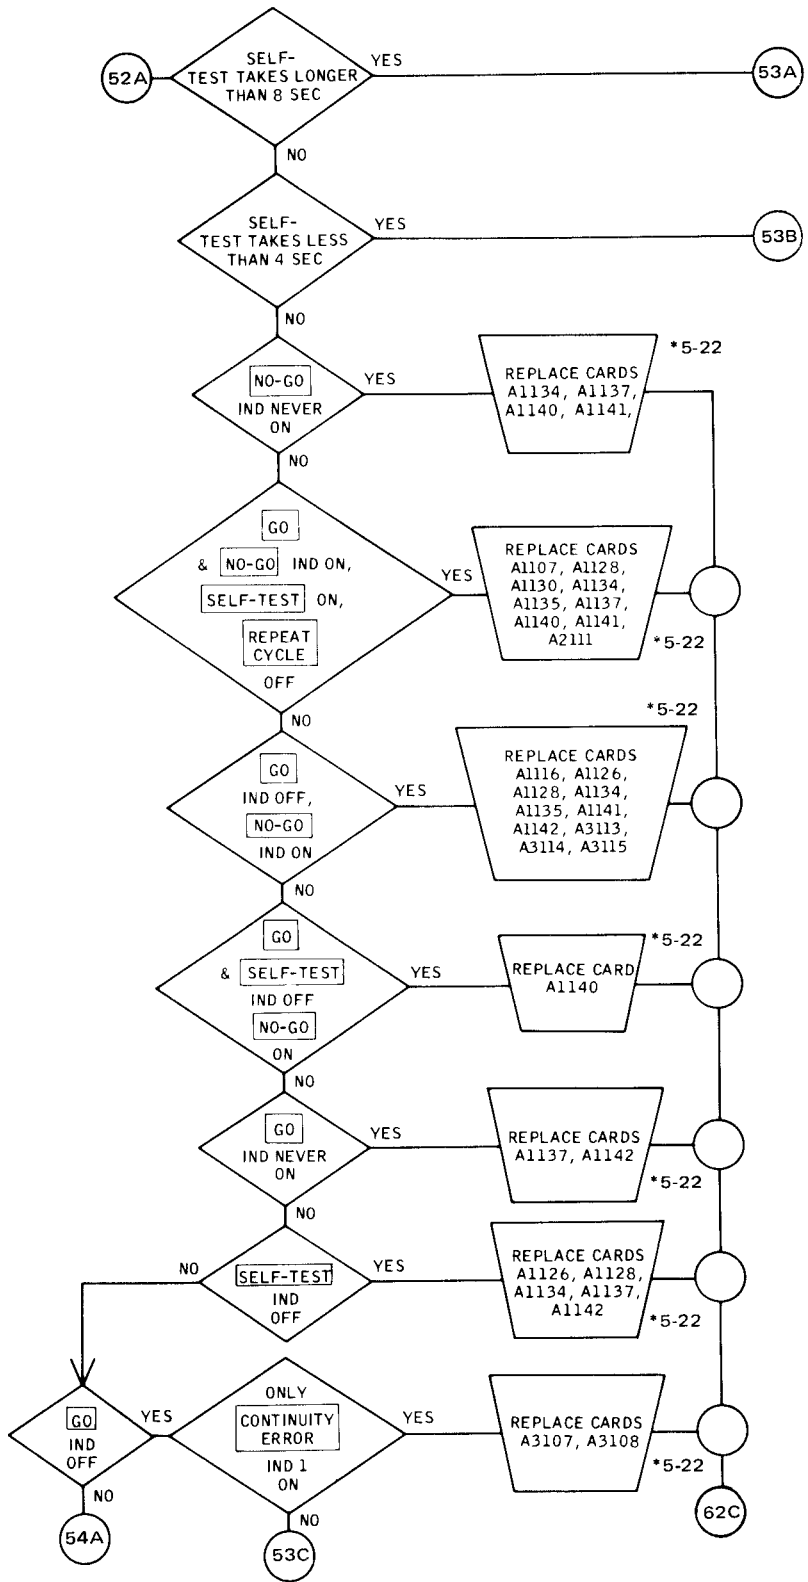 52A
SELF-
TEST TAKES LONGER
THAN 8 SEC
YES
53A
NO
SELF-
TEST TAKES LESS
THAN 4 SEC
YES
53B
NO
NO-GO
IND NEVER
ON
YES
REPLACE CARDS
A1134, A1137,
A1140, A1141,
*5-22
NO
GO
& NO-GO IND ON,
SELF-TEST ON,
REPEAT
CYCLE
OFF
YES
REPLACE CARDS
A1107, A1128,
A1130, A1134,
A1135, A1137,
A1140, A1141,
A2111
*5-22
NO
GO
IND OFF,
NO-GO
IND ON
YES
REPLACE CARDS
A1116, A1126,
A1128, A1134,
A1135, A1141,
A1142, A3113,
A3114, A3115
*5-22
NO
GO
& SELF-TEST
IND OFF
NO-GO
ON
YES
REPLACE CARD
A1140
*5-22
NO
GO
IND NEVER
ON
YES
REPLACE CARDS
A1137, A1142
*5-22
NO
SELF-TEST
IND
OFF
NO
YES
REPLACE CARDS
A1126, A1128,
A1134, A1137,
A1142
*5-22
GO
IND
OFF
YES
NO
54A
ONLY
CONTINUITY
ERROR
IND 1
ON
YES
REPLACE CARDS
A3107, A3108
*5-22
NO
53C
62C